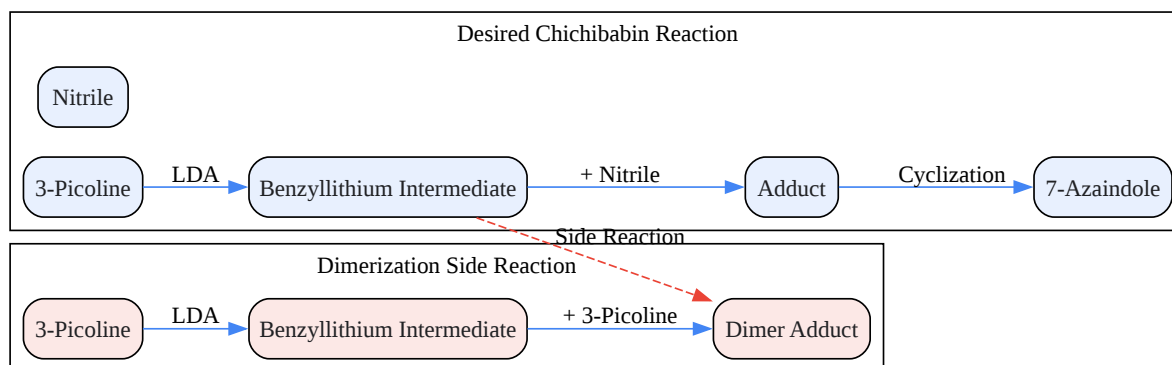 Desired Chichibabin Reaction
Nitrile
3-Picoline
LDA
Benzyllithium Intermediate
+ Nitrile
Adduct
Cyclization
7-Azaindole
Side Reaction
Dimerization Side Reaction
3-Picoline
LDA
Benzyllithium Intermediate
+ 3-Picoline
Dimer Adduct